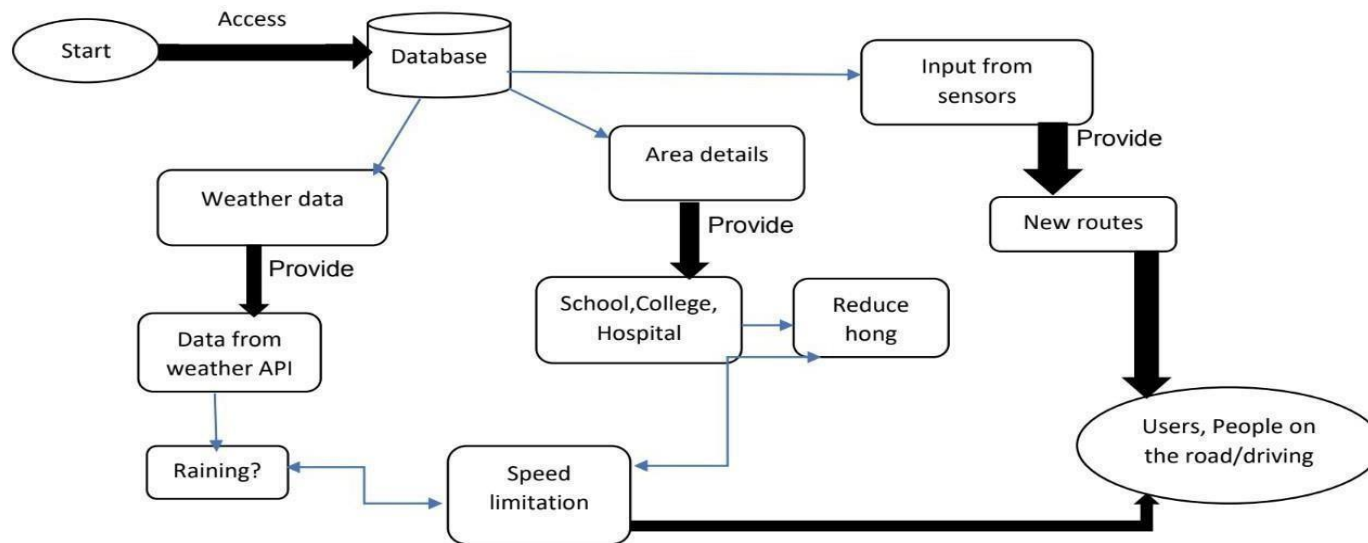 Access
Start
Database
Input from
sensors
Provide
Area details
Weather data
Provide
New routes
Provide
School,College,
Hospital
Reduce
hong
Data from
weather API
Users, People on
the road/driving
Raining?
Speed
limitation